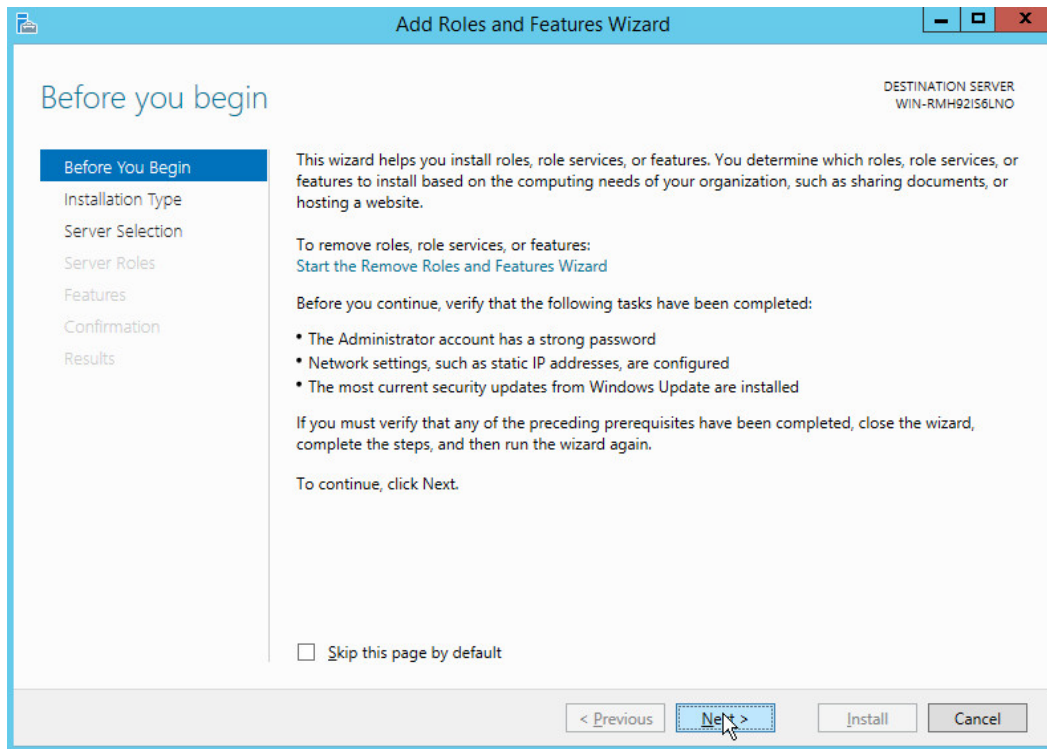 Add Roles and Features Wizard
Before you begin
DESTINATION SERVER
WIN-RMH92IS6LNO
Before You Begin
Installation Type
Server Selection
Server Roles
Features
Confirmation
Results
This wizard helps you install roles, role services, or features. You determine which roles, role services, or
features to install based on the computing needs of your organization, such as sharing documents, or
hosting a website.
To remove roles, role services, or features:
Start the Remove Roles and Features Wizard
Before you continue, verify that the following tasks have been completed:
• The Administrator account has a strong password
• Network settings, such as static IP addresses, are configured
• The most current security updates from Windows Update are installed
If you must verify that any of the preceding prerequisites have been completed, close the wizard,
complete the steps, and then run the wizard again.
To continue, click Next.
Skip this page by default
< Previous
Next >
Install
Cancel